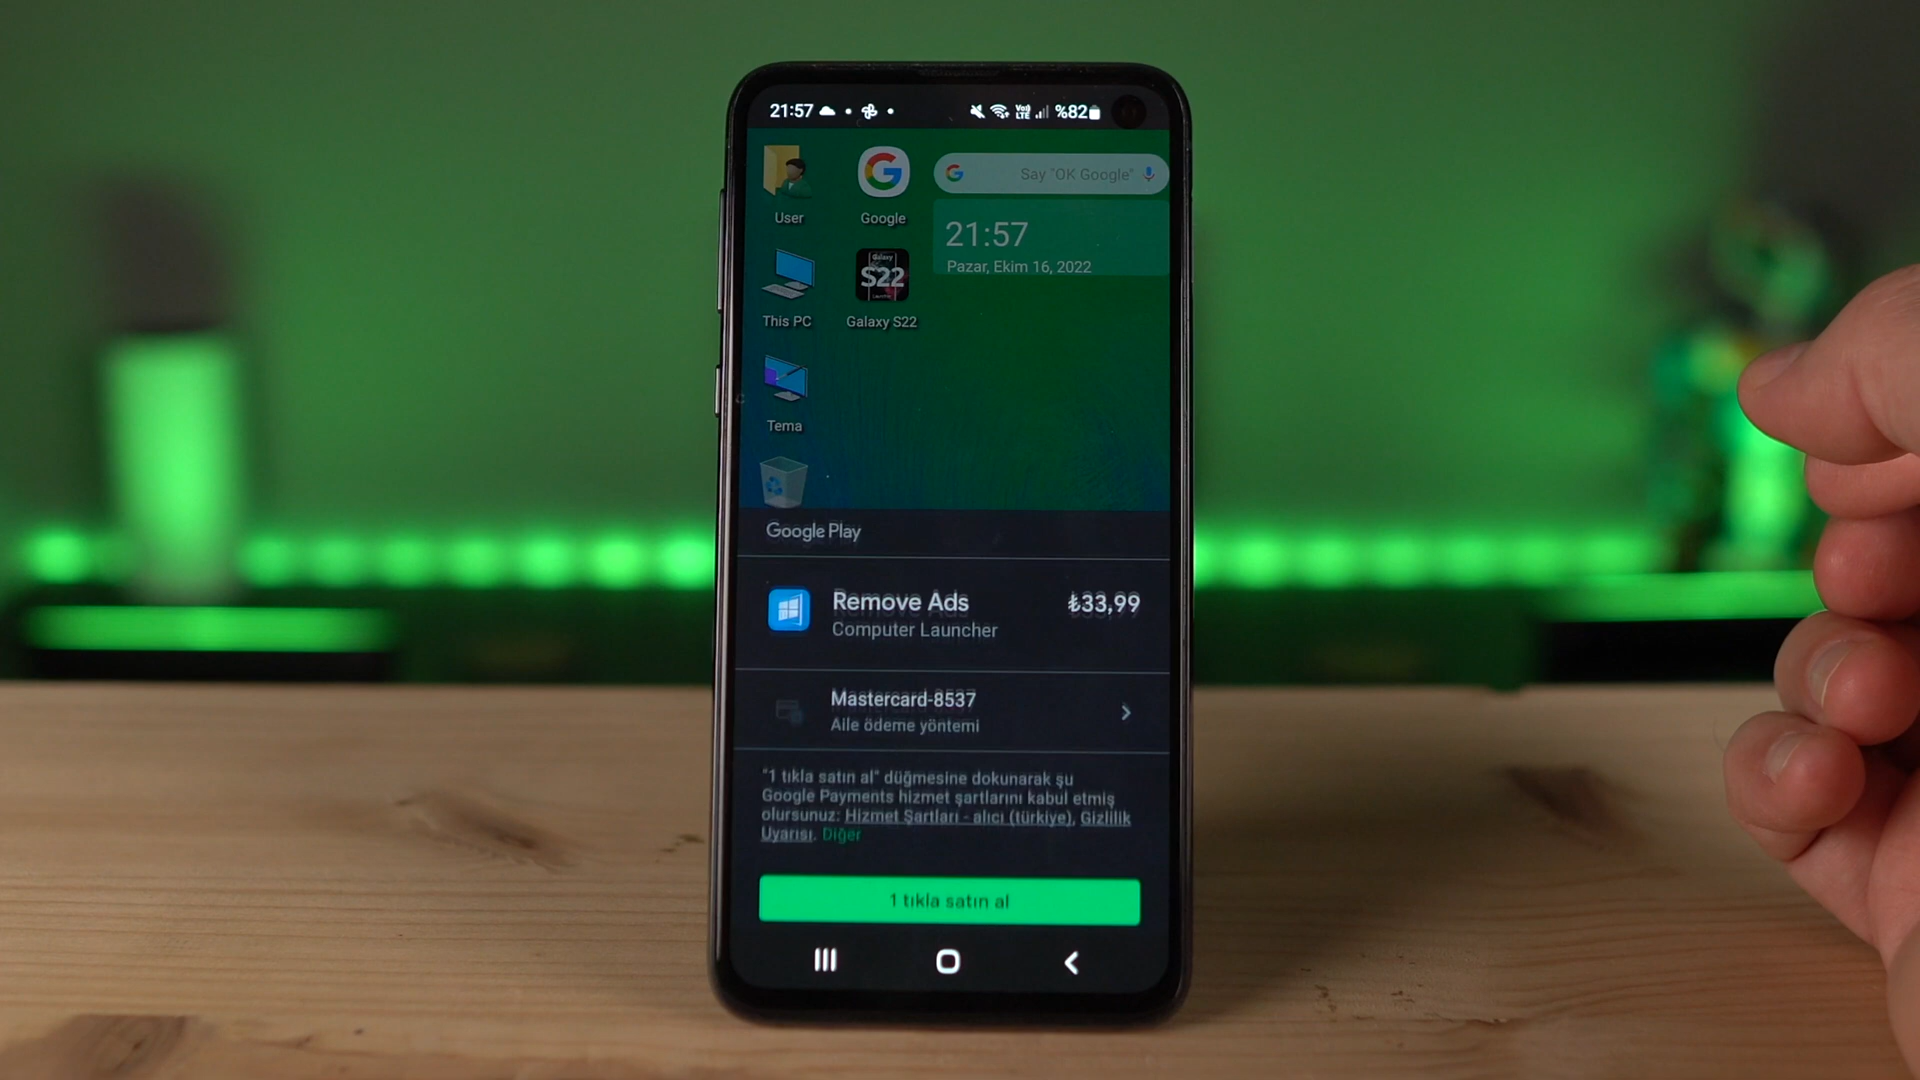 21:57
Vo)) LTE
%82
User
Google
Say "OK Google"
21:57
Pazar, Ekim 16, 2022
This PC
Galaxy
S22
Galaxy S22
Tema
Google Play
Remove Ads
₺33,99
Computer Launcher
Mastercard-8537
Aile ödeme yöntemi
"1 tıkla satın al" düğmesine dokunarak şu
Google Payments hizmet şartlarını kabul etmiş
olursunuz: Hizmet Şartları - alıcı (türkiye), Gizlilik
Uyarısı. Diğer
1 tıkla satın al